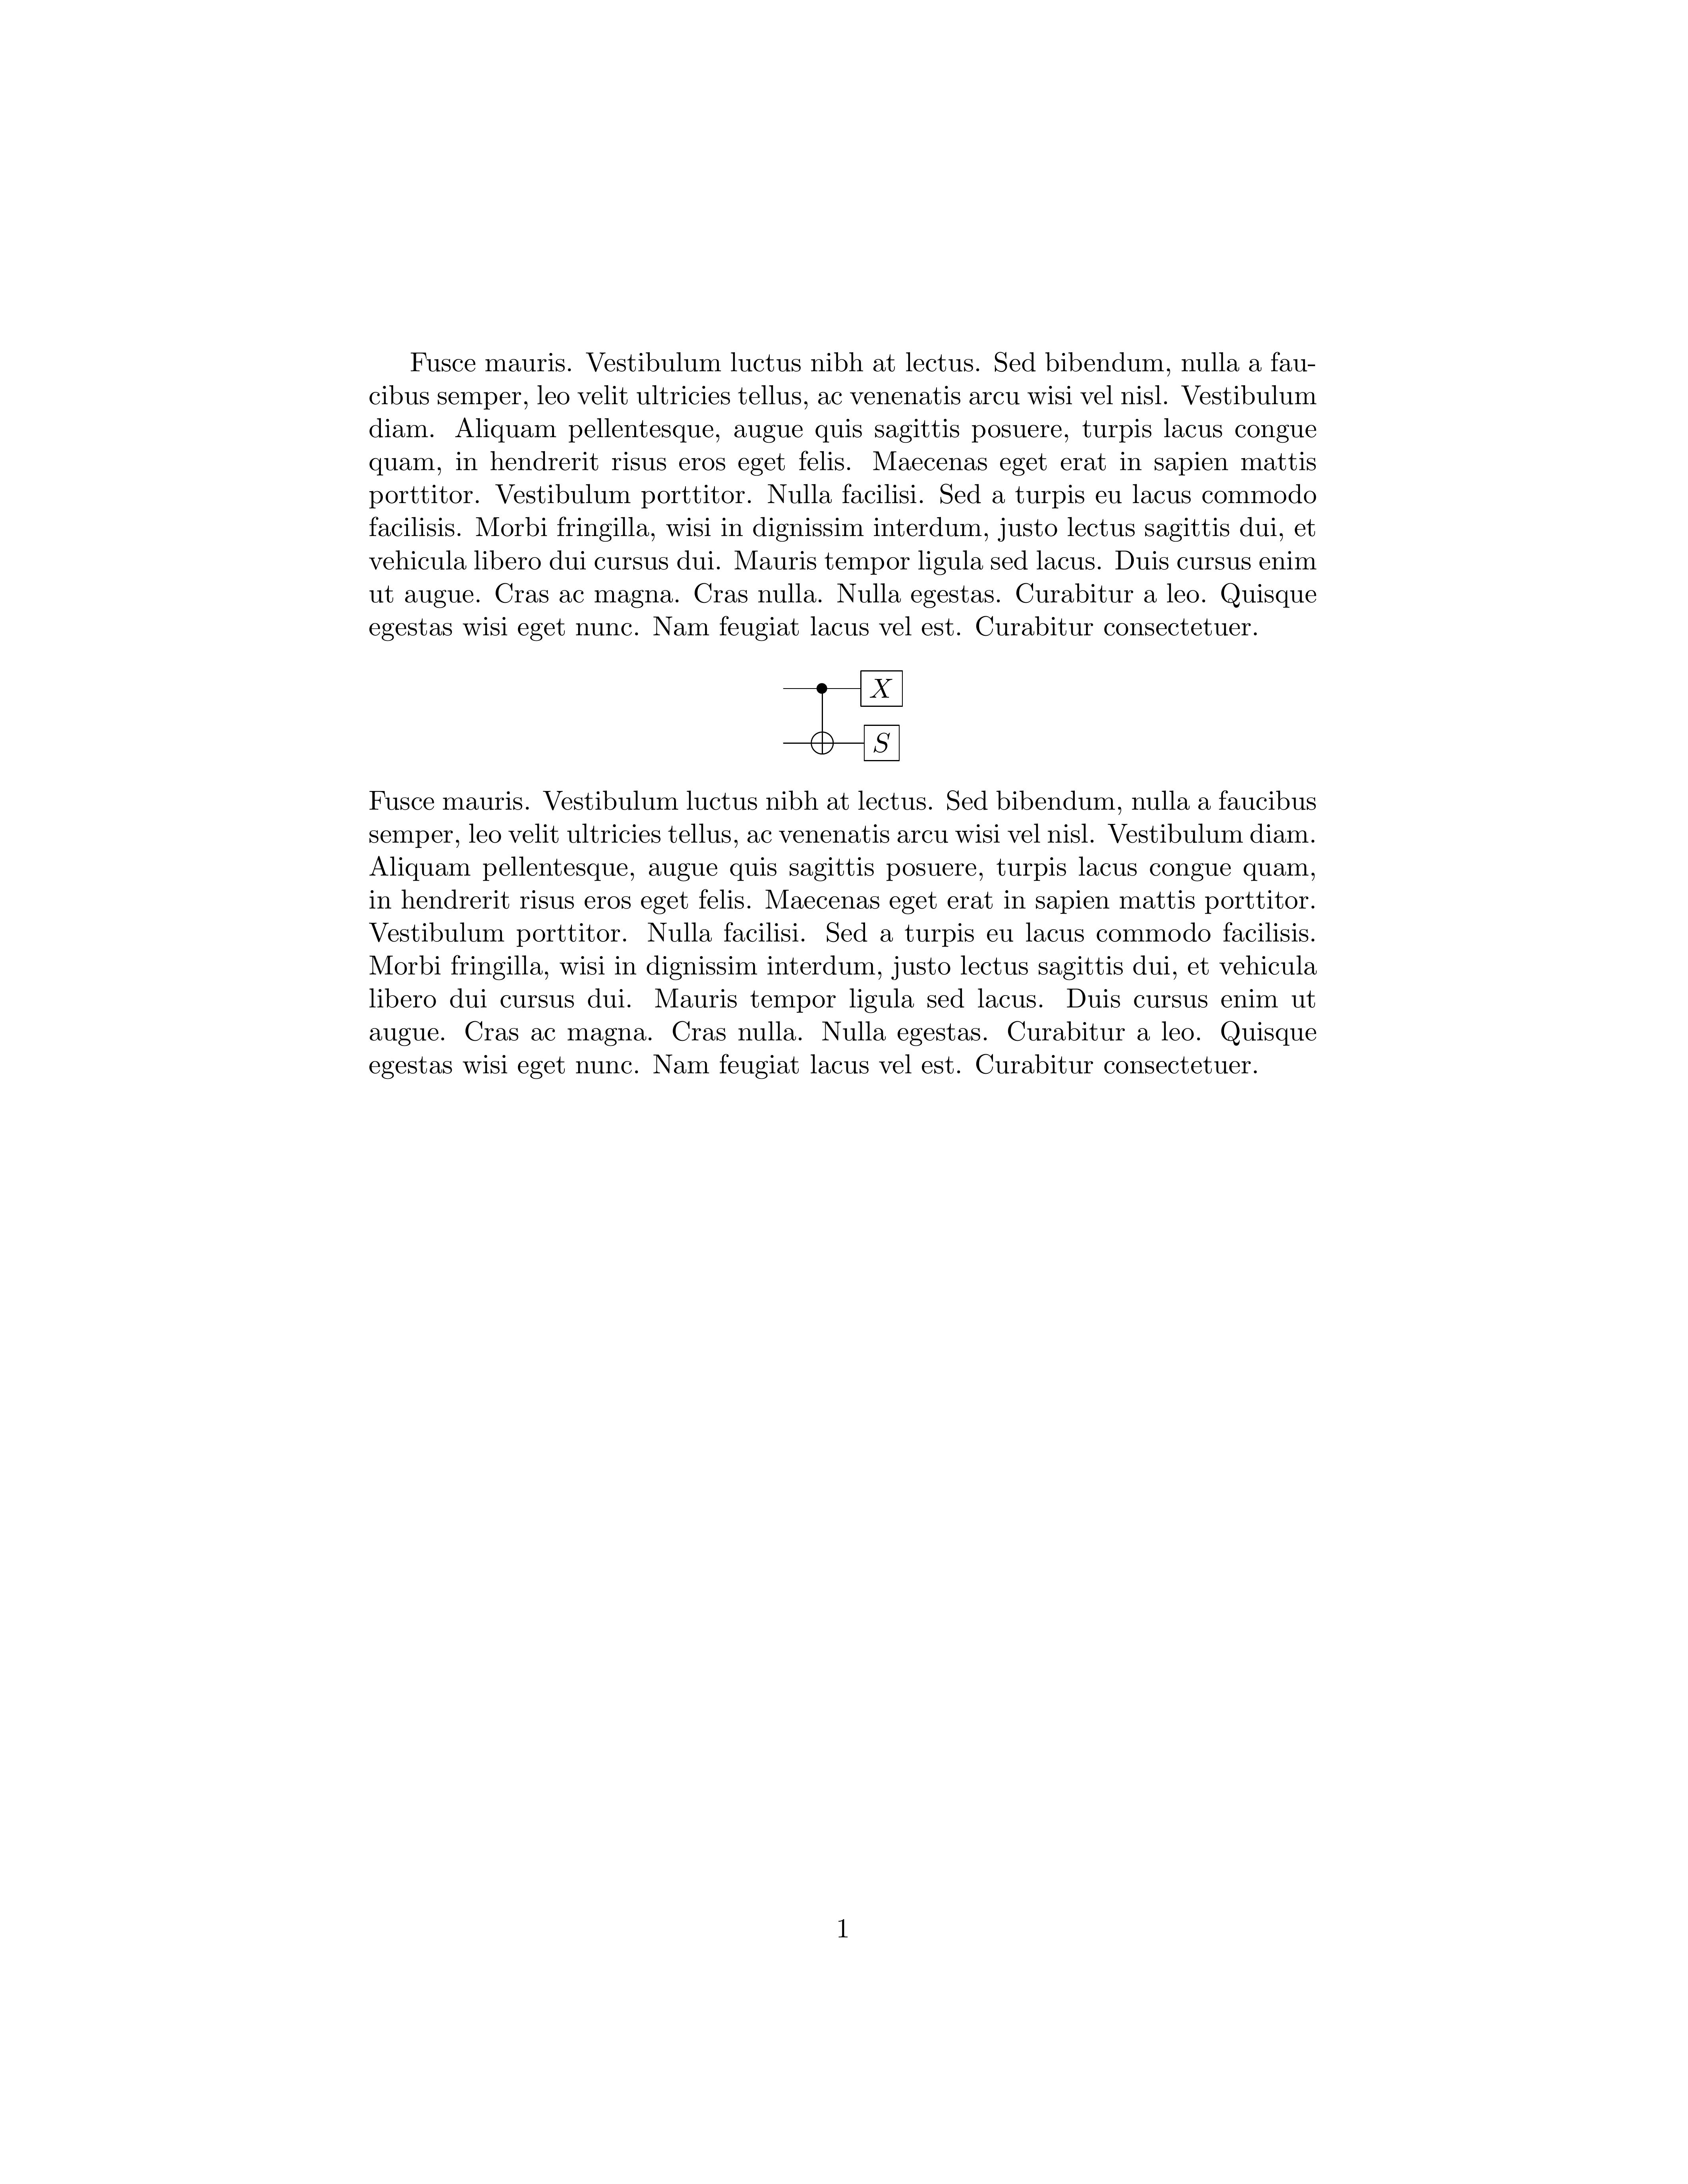 Fusce mauris. Vestibulum luctus nibh at lectus. Sed bibendum, nulla a fau-
cibus semper, leo velit ultricies tellus, ac venenatis arcu wisi vel nisl. Vestibulum
diam. Aliquam pellentesque, augue quis sagittis posuere, turpis lacus congue
quam, in hendrerit risus eros eget felis. Maecenas eget erat in sapien mattis
porttitor. Vestibulum porttitor. Nulla facilisi. Sed a turpis eu lacus commodo
facilisis. Morbi fringilla, wisi in dignissim interdum, justo lectus sagittis dui, et
vehicula libero dui cursus dui. Mauris tempor ligula sed lacus. Duis cursus enim
ut augue. Cras ac magna. Cras nulla. Nulla egestas. Curabitur a leo. Quisque
egestas wisi eget nunc. Nam feugiat lacus vel est. Curabitur consectetuer.
X
S
Fusce mauris. Vestibulum luctus nibh at lectus. Sed bibendum, nulla a faucibus
semper, leo velit ultricies tellus, ac venenatis arcu wisi vel nisl. Vestibulum diam.
Aliquam pellentesque, augue quis sagittis posuere, turpis lacus congue quam,
in hendrerit risus eros eget felis. Maecenas eget erat in sapien mattis porttitor.
Vestibulum porttitor. Nulla facilisi. Sed a turpis eu lacus commodo facilisis.
Morbi fringilla, wisi in dignissim interdum, justo lectus sagittis dui, et vehicula
libero dui cursus dui. Mauris tempor ligula sed lacus. Duis cursus enim ut
augue. Cras ac magna. Cras nulla. Nulla egestas. Curabitur a leo. Quisque
egestas wisi eget nunc. Nam feugiat lacus vel est. Curabitur consectetuer.
1